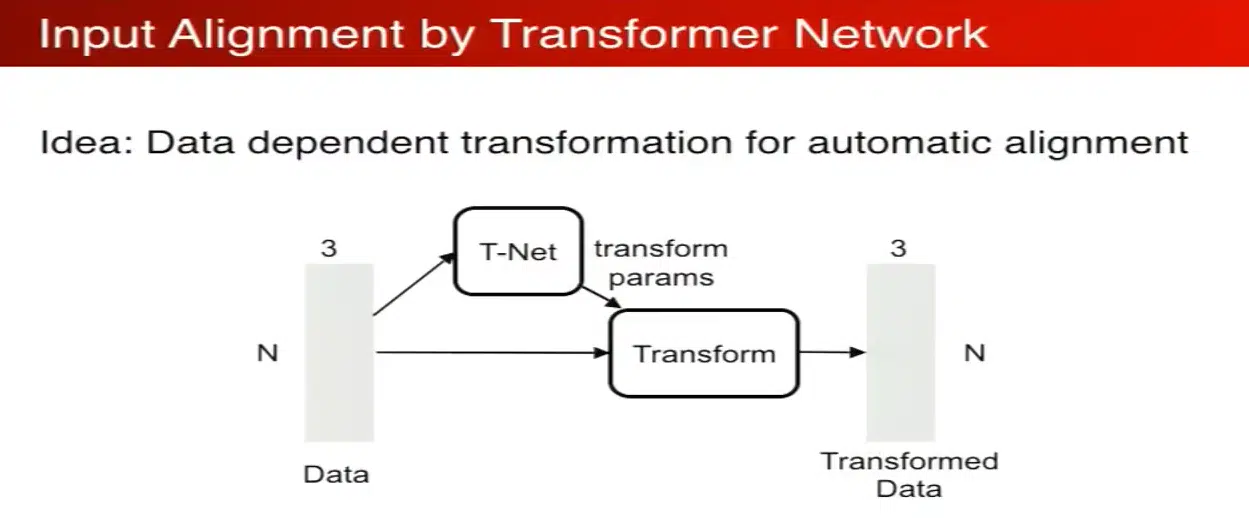 Input Alignment by Transformer Network
Idea: Data dependent transformation for automatic alignment
3
T-Net
transform
params
3
N
Transform
N
Data
Transformed
Data